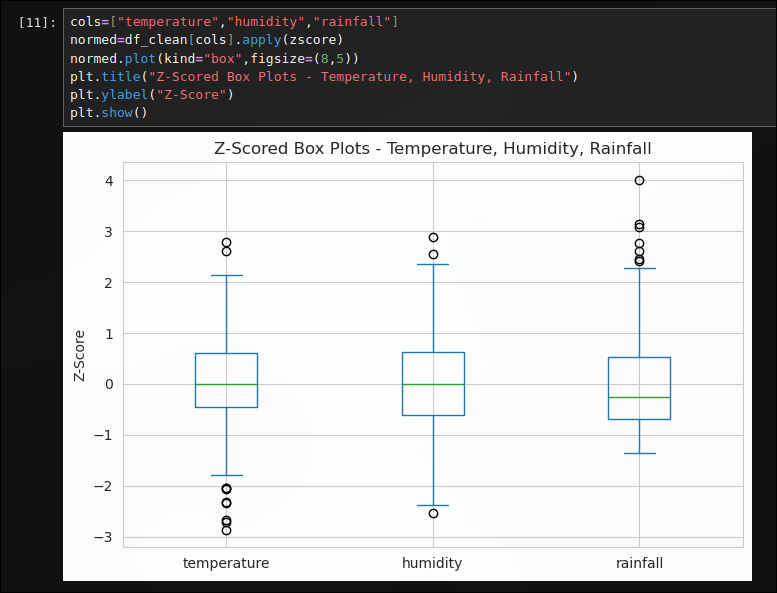 [11]: cols=["temperature","humidity","rainfall"]
normed=df_clean[cols].apply(zscore)
normed.plot(kind="box",figsize=(8,5))
plt.title("Z-Scored Box Plots - Temperature, Humidity, Rainfall")
plt.ylabel("Z-Score")
plt.show()
Z-Scored Box Plots - Temperature, Humidity, Rainfall
4
3
2
1
0
−1
−2
−3
Z-Score
temperature humidity rainfall